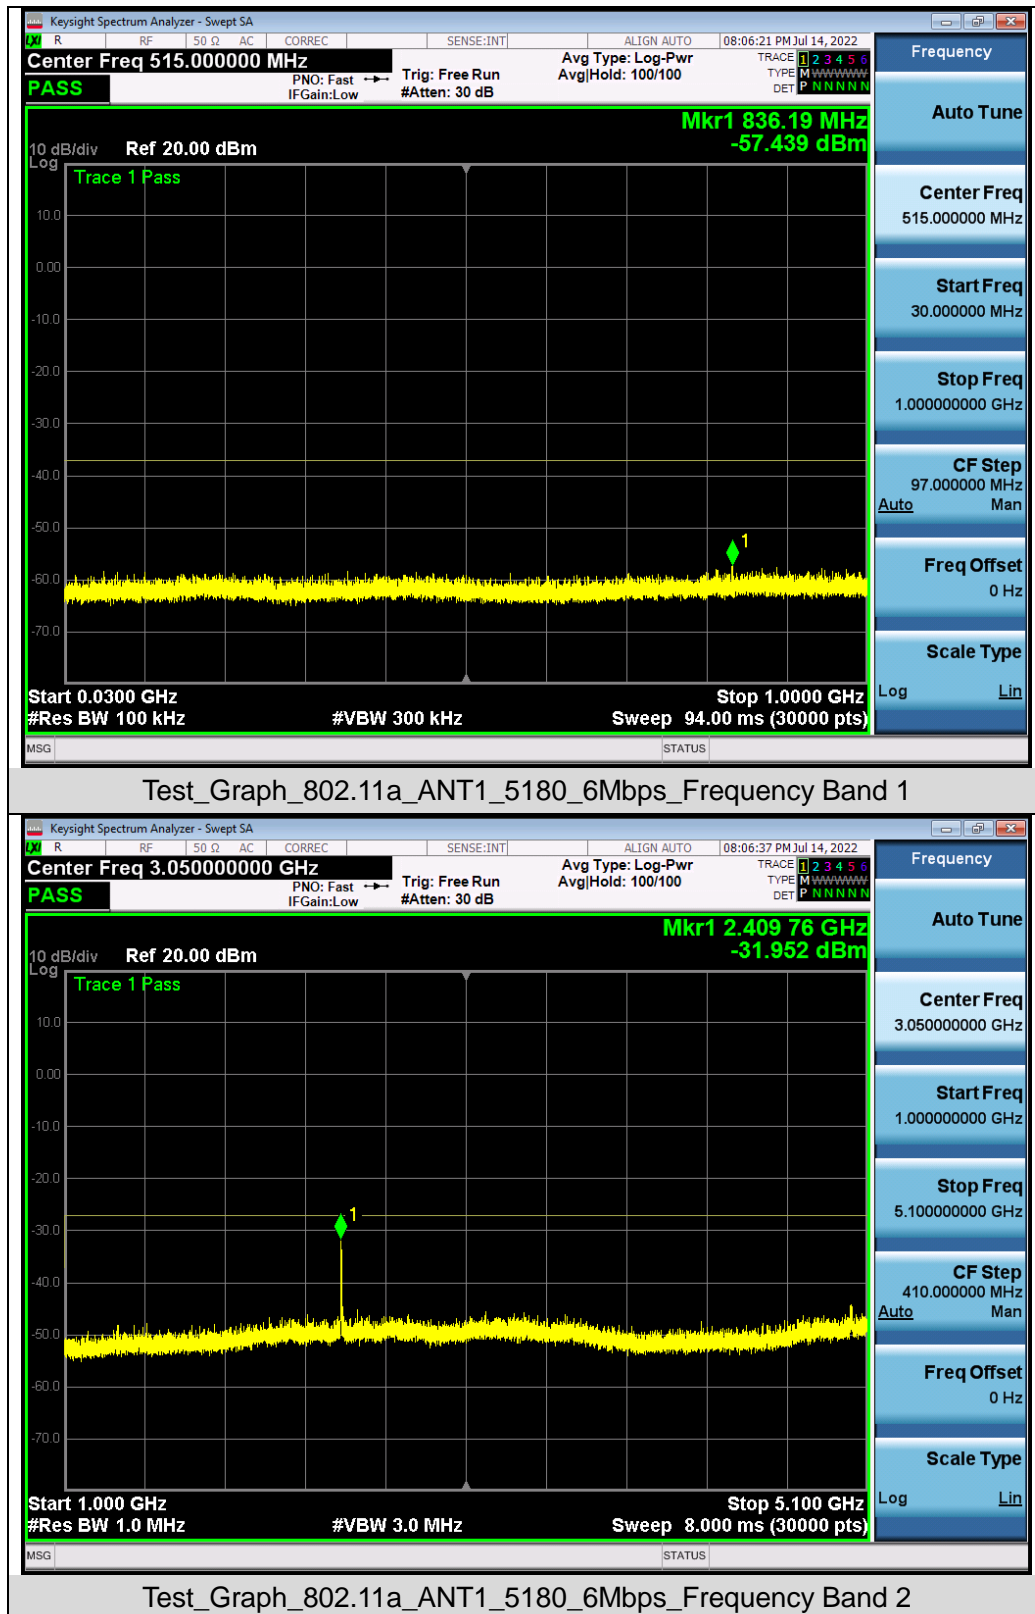 Keysight Spectrum Analyzer - Swept SA
LXI R RF 50 Ω AC CORREC SENSE:INT ALIGN AUTO 08:06:21 PM Jul 14, 2022
Center Freq 515.000000 MHz
Avg Type: Log-Pwr
TRACE 1 2 3 4 5 6
PASS
PNO: Fast
Trig: Free Run
Avg|Hold: 100/100
TYPE M WWWWW
IFGain:Low
#Atten: 30 dB
DET P N N N N N
Mkr1 836.19 MHz
-57.439 dBm
10 dB/div Ref 20.00 dBm
Log
Trace 1 Pass
10.0
0.00
-10.0
-20.0
-30.0
-40.0
-50.0
1
-60.0
-70.0
Start 0.0300 GHz
Stop 1.0000 GHz
#Res BW 100 kHz
#VBW 300 kHz
Sweep 94.00 ms (30000 pts)
MSG
STATUS
Frequency
Auto Tune
Center Freq
515.000000 MHz
Start Freq
30.000000 MHz
Stop Freq
1.000000000 GHz
CF Step
97.000000 MHz
Auto Man
Freq Offset
0 Hz
Scale Type
Log Lin
Test_Graph_802.11a_ANT1_5180_6Mbps_Frequency Band 1
Keysight Spectrum Analyzer - Swept SA
LXI R RF 50 Ω AC CORREC SENSE:INT ALIGN AUTO 08:06:37 PM Jul 14, 2022
Center Freq 3.050000000 GHz
Avg Type: Log-Pwr
TRACE 1 2 3 4 5 6
PASS
PNO: Fast
Trig: Free Run
Avg|Hold: 100/100
TYPE M WWWWW
IFGain:Low
#Atten: 30 dB
DET P N N N N N
Mkr1 2.409 76 GHz
-31.952 dBm
10 dB/div Ref 20.00 dBm
Log
Trace 1 Pass
10.0
0.00
-10.0
-20.0
1
-30.0
-40.0
-50.0
-60.0
-70.0
Start 1.000 GHz
Stop 5.100 GHz
#Res BW 1.0 MHz
#VBW 3.0 MHz
Sweep 8.000 ms (30000 pts)
MSG
STATUS
Frequency
Auto Tune
Center Freq
3.050000000 GHz
Start Freq
1.000000000 GHz
Stop Freq
5.100000000 GHz
CF Step
410.000000 MHz
Auto Man
Freq Offset
0 Hz
Scale Type
Log Lin
Test_Graph_802.11a_ANT1_5180_6Mbps_Frequency Band 2